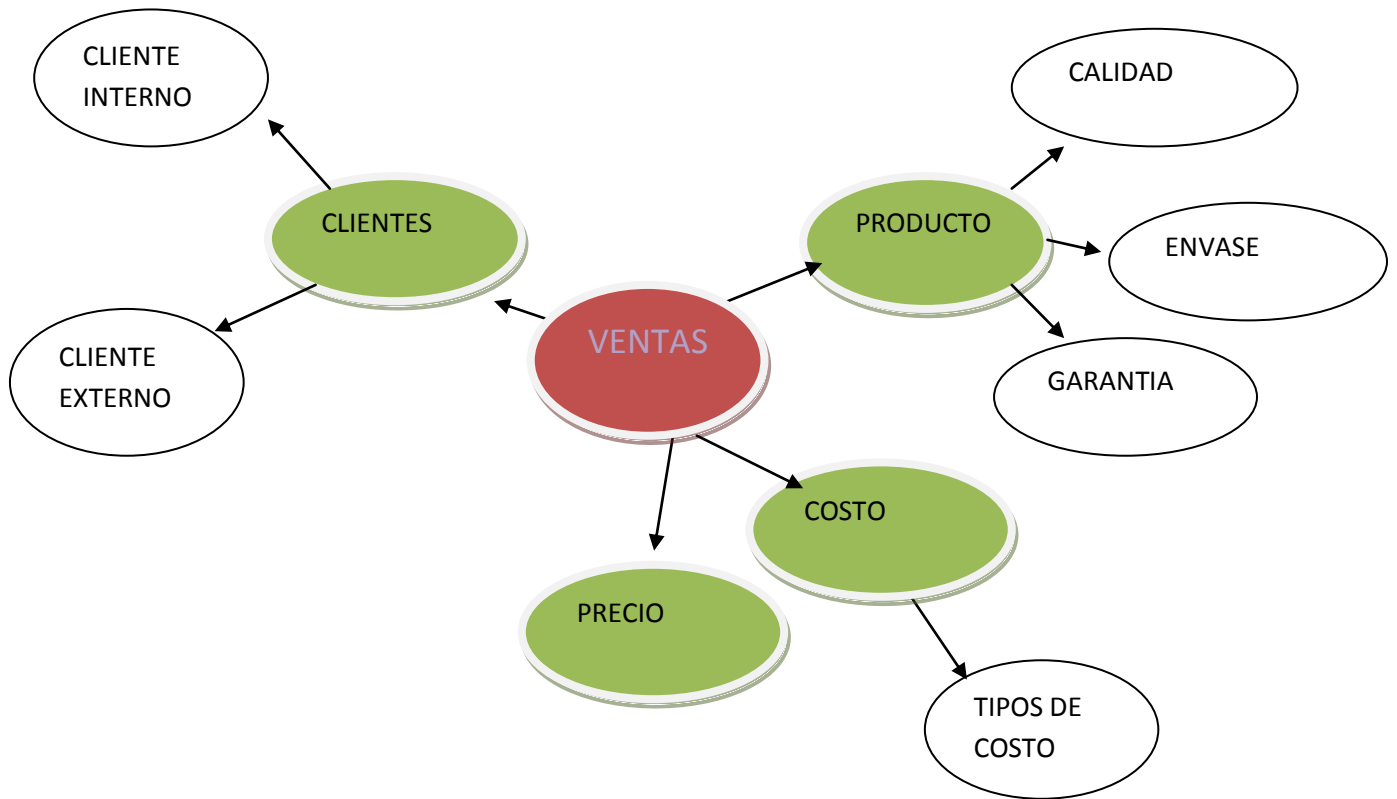 CLIENTE
INTERNO
CALIDAD
CLIENTES
PRODUCTO
ENVASE
VENTAS
CLIENTE
EXTERNO
GARANTIA
COSTO
PRECIO
TIPOS DE
COSTO